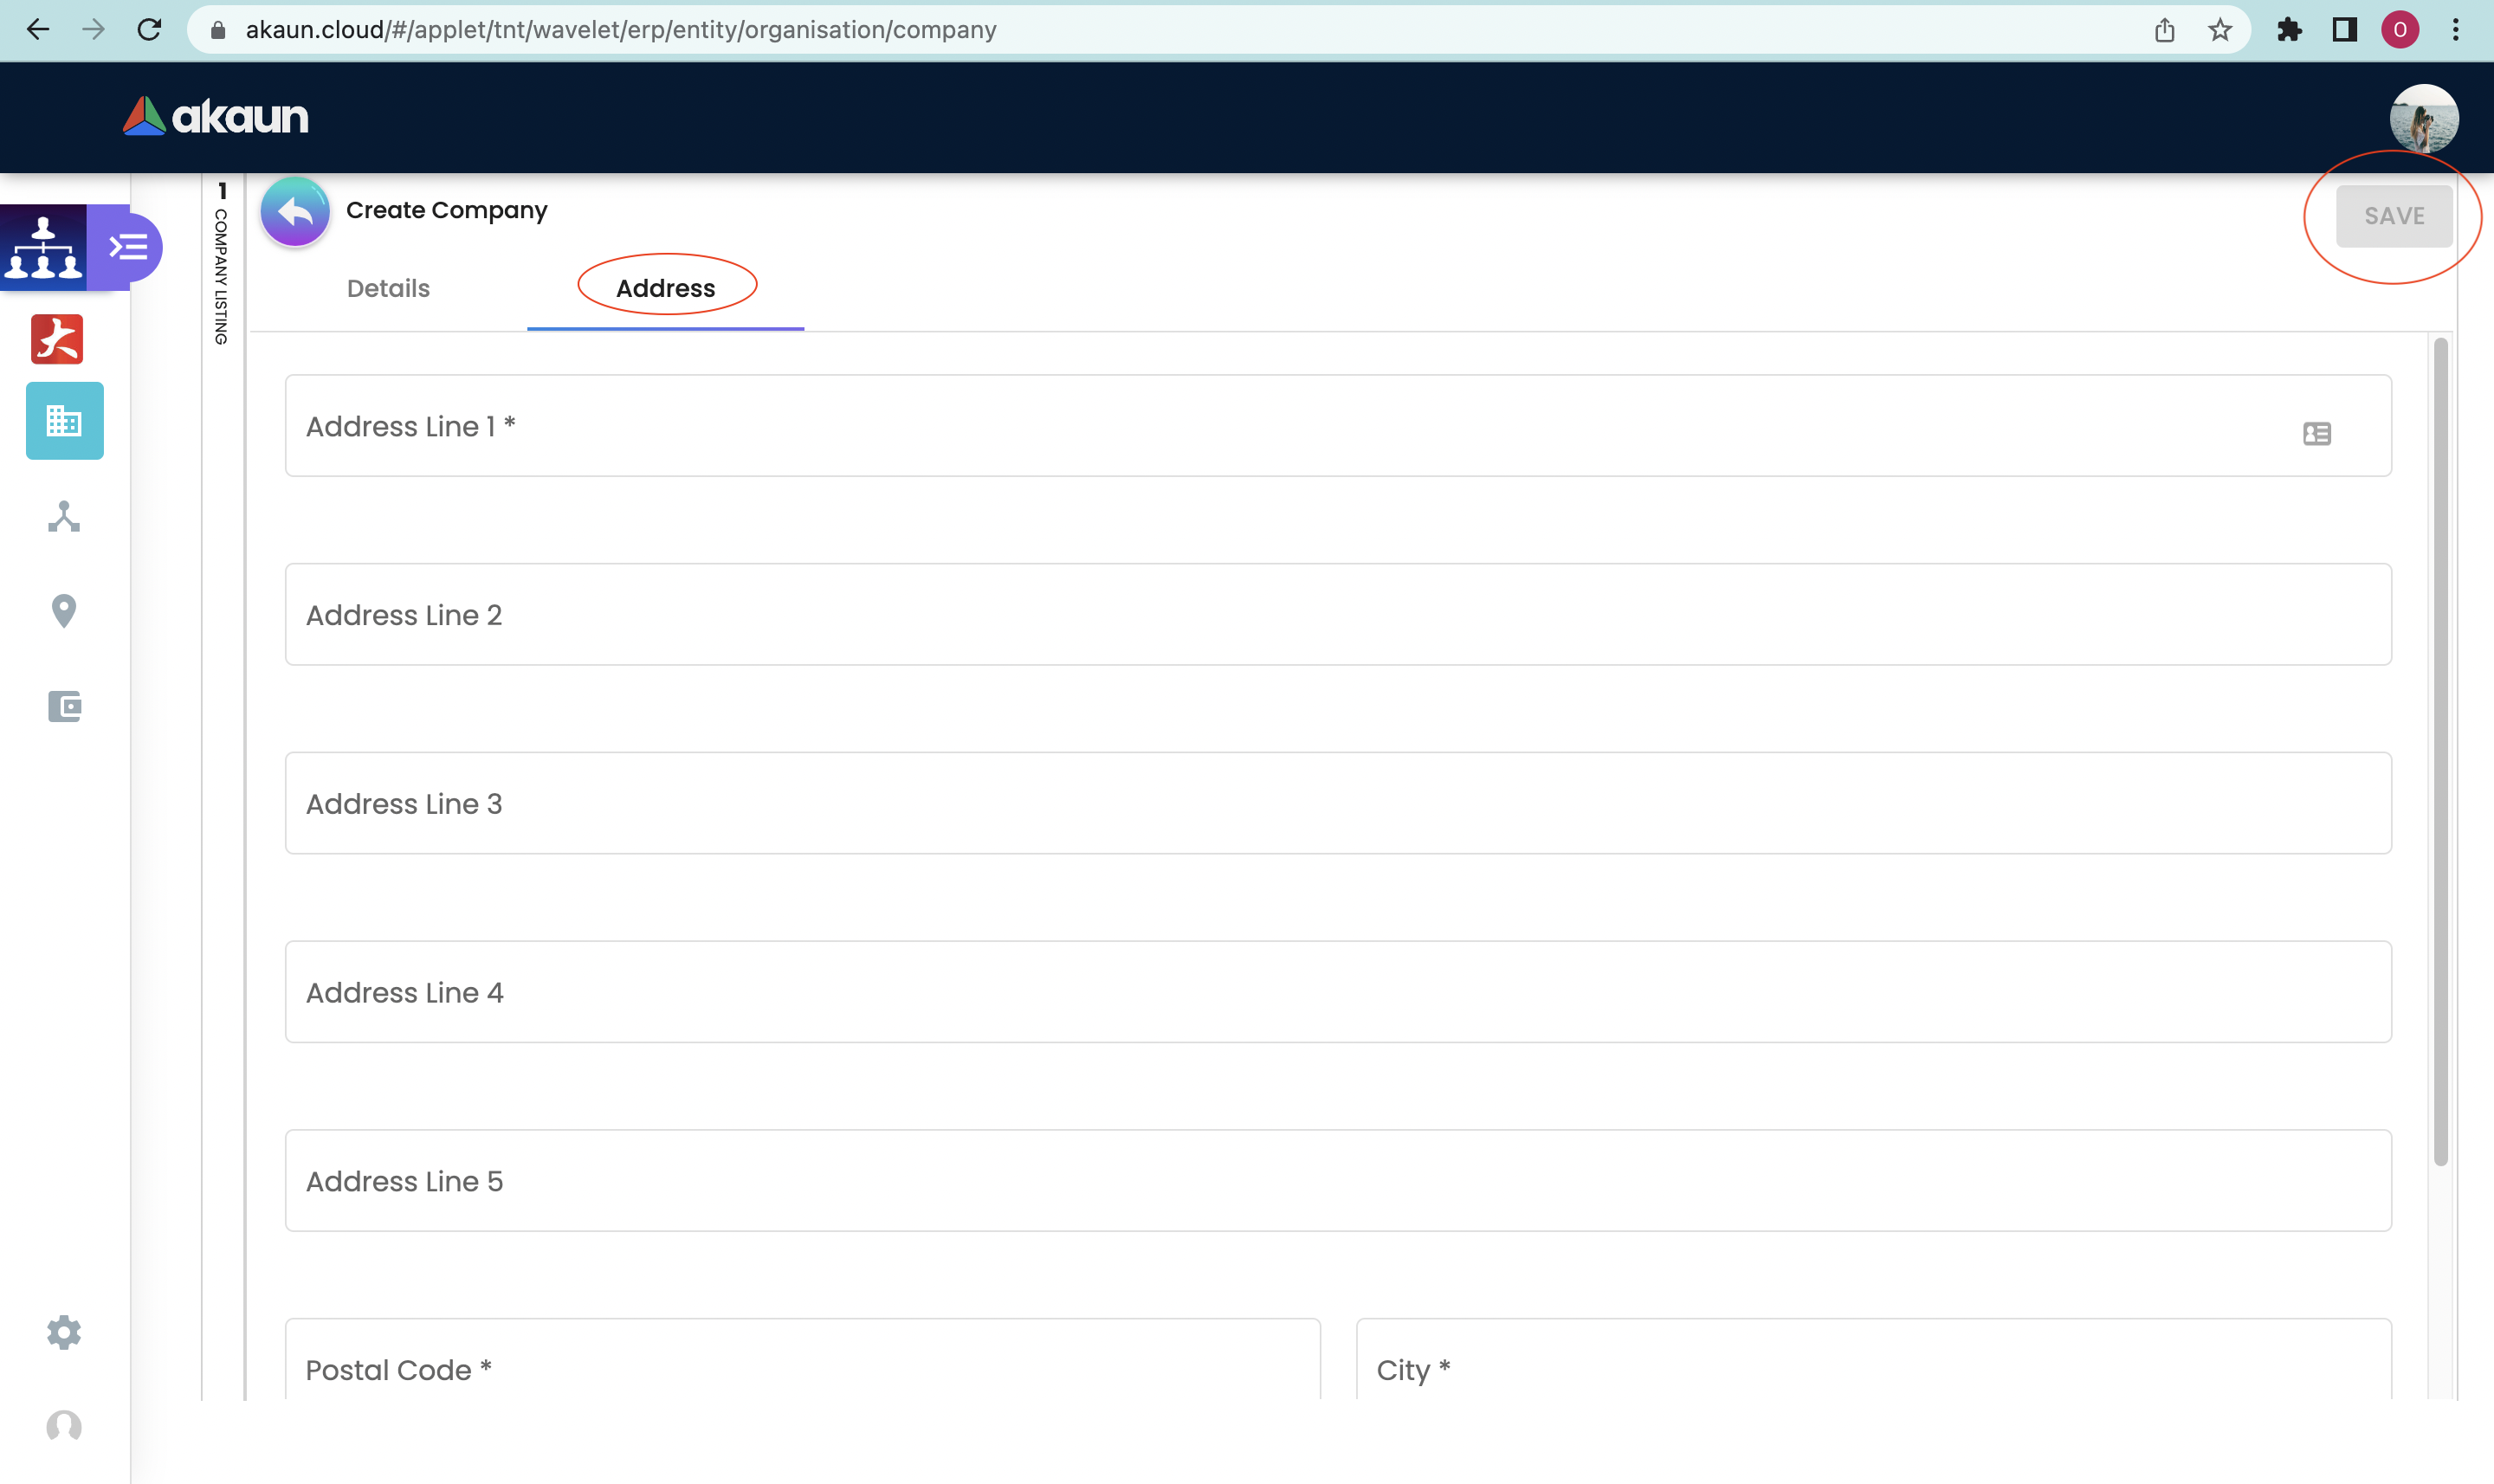 akaun.cloud/#/applet/tnt/wavelet/erp/entity/organisation/company
O
akaun
1 COMPANY LISTING
Create Company
SAVE
Details
Address
Address Line 1 *
Address Line 2
Address Line 3
Address Line 4
Address Line 5
Postal Code *
City *